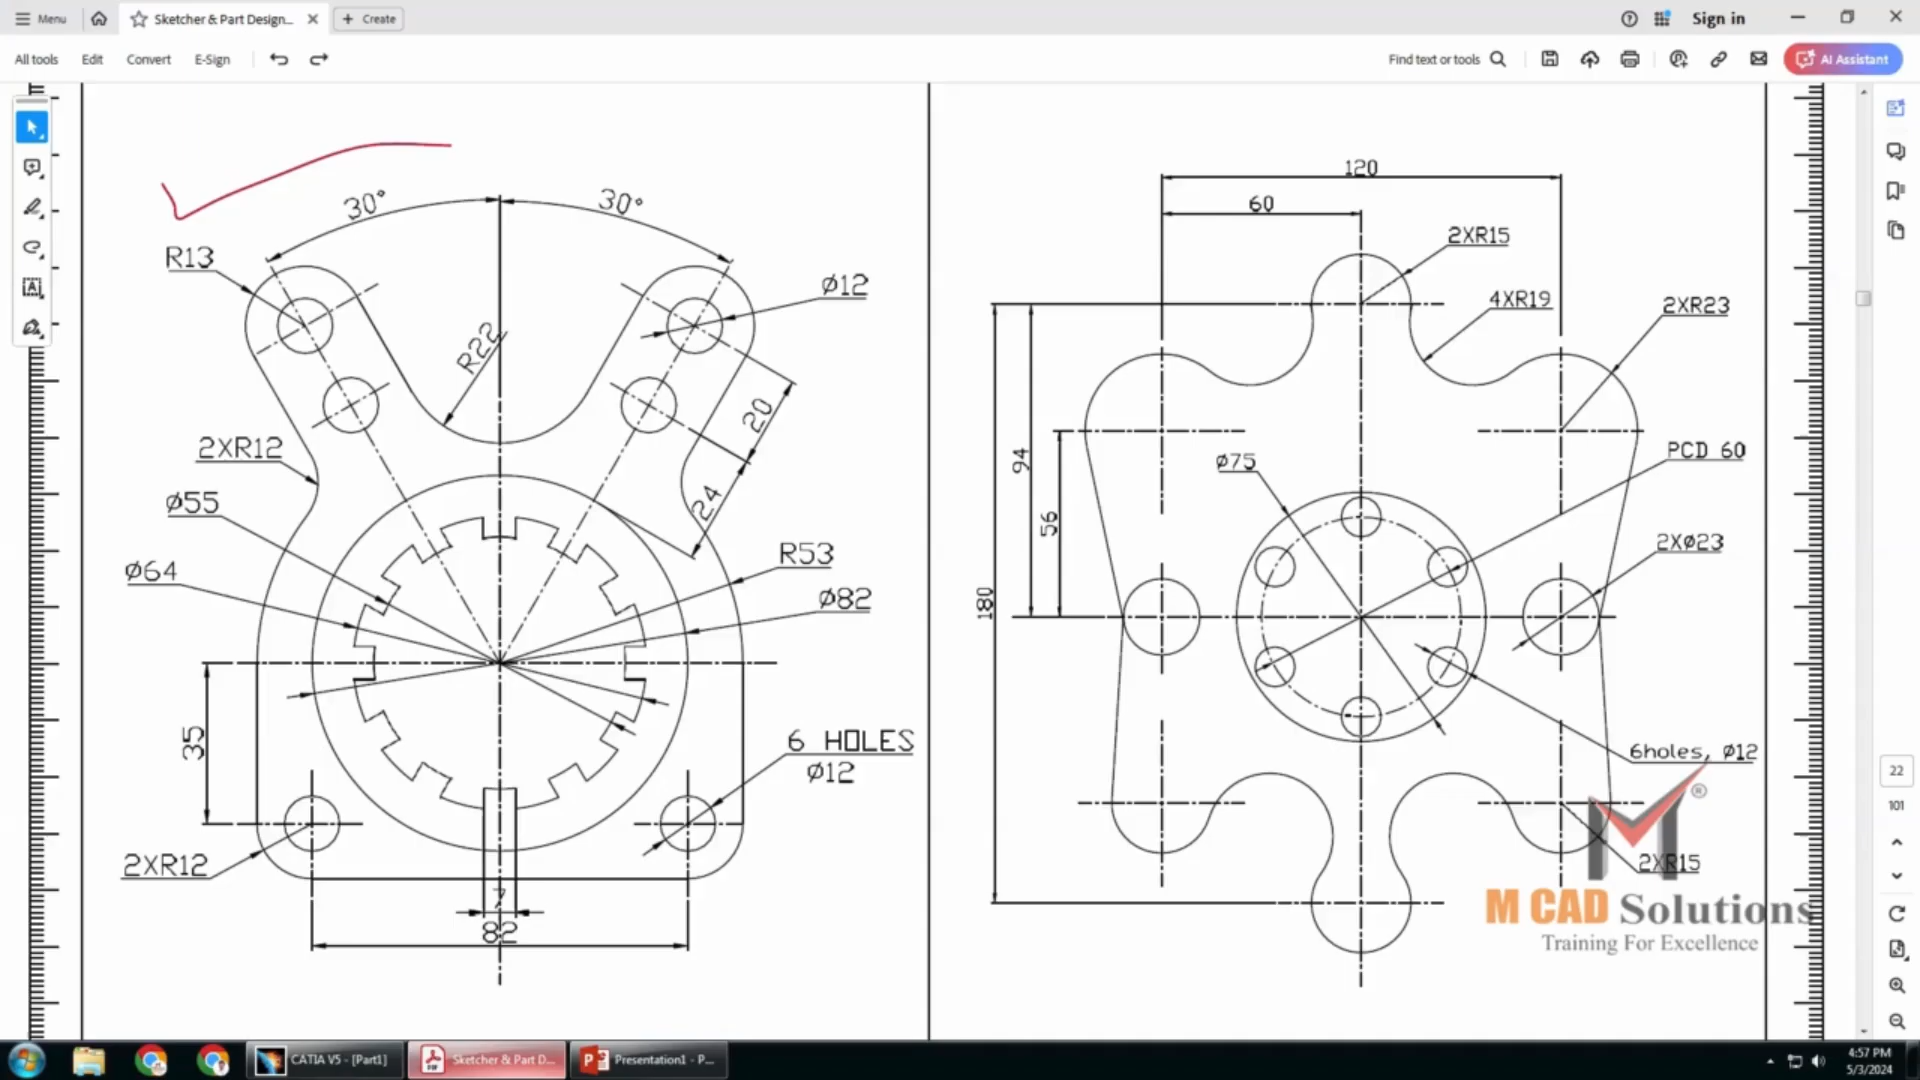 Menu
Sketcher & Part Design...
Create
Sign in
All tools
Edit
Convert
E-Sign
Find text or tools
AI Assistant
30°
30°
R13
Ø12
R22
20
2XR12
24
Ø55
R53
Ø64
Ø82
35
6 HOLES
Ø12
2XR12
7
82
120
60
2XR15
4XR19
2XR23
PCD 60
Ø75
94
56
2XØ23
180
6holes, Ø12
2XR15
®
M CAD Solutions
Training For Excellence
22
101
CATIA V5 - [Part1]
Sketcher & Part D...
Presentation1 - P...
4:57 PM
5/3/2024